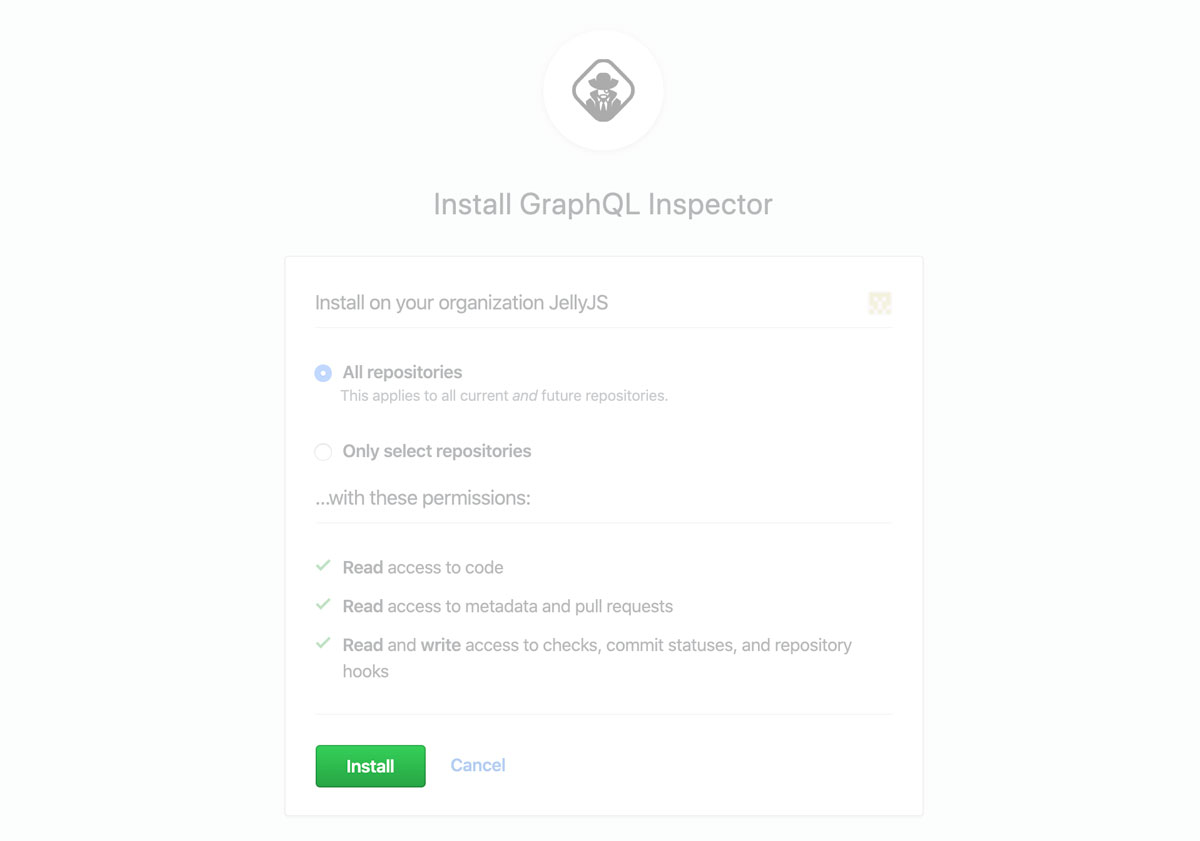 Install GraphQL Inspector
Install on your organization JellyJS
All repositories
This applies to all current and future repositories.
Only select repositories
...with these permissions:
Read access to code
Read access to metadata and pull requests
Read and write access to checks, commit statuses, and repository
hooks
Install Cancel